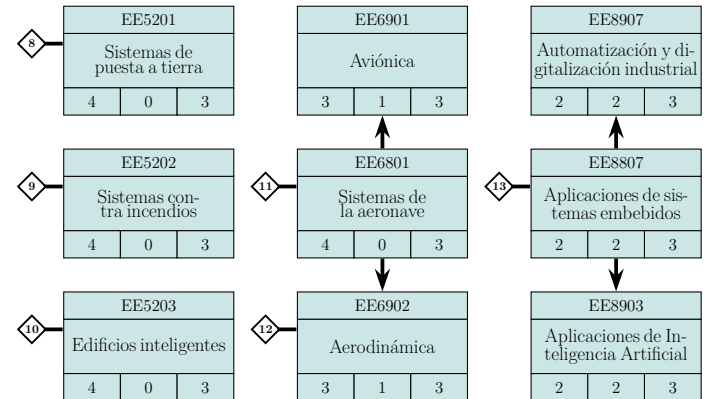 EE5201
8
Sistemas de
puesta a tierra
4 0 3
EE6901
Aviónica
3 1 3
EE8907
Automatización y di-
gitalización industrial
2 2 3
EE5202
9
Sistemas con-
tra incendios
4 0 3
EE6801
11
Sistemas de
la aeronave
4 0 3
EE8807
13
Aplicaciones de sis-
temas embebidos
2 2 3
EE5203
10
Edificios inteligentes
4 0 3
EE6902
12
Aerodinámica
3 1 3
EE8903
Aplicaciones de In-
teligencia Artificial
2 2 3